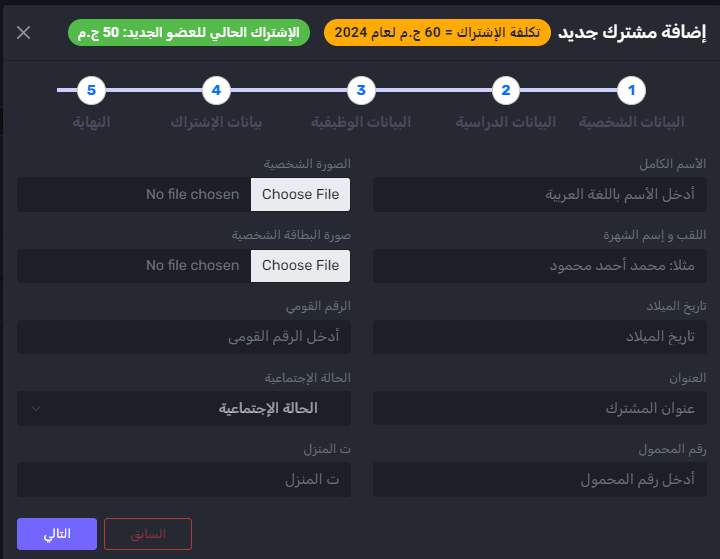 إضافة مشترك جديد
تكلفة الإشتراك = 60 ج.م لعام 2024
الإشتراك الحالي للعضو الجديد: 50 ج.م
1 2 3 4 5
البيانات الشخصية
البيانات الدراسية
البيانات الوظيفية
بيانات الإشتراك
النهاية
الأسم الكامل
أدخل الأسم باللغة العربية
الصورة الشخصية
Choose File No file chosen
اللقب و إسم الشهرة
مثلا: محمد أحمد محمود
صورة البطاقة الشخصية
Choose File No file chosen
تاريخ الميلاد
تاريخ الميلاد
الرقم القومي
أدخل الرقم القومى
العنوان
عنوان المشترك
الحالة الإجتماعية
الحالة الإجتماعية
رقم المحمول
أدخل رقم المحمول
ت المنزل
ت المنزل
السابق
التالي